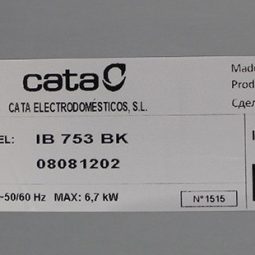 cata
Made
Produ
CATA ELECTRODOMÉSTICOS, S.L.
Сдел
EL: IB 753 BK
08081202
~50/60 Hz MAX: 6,7 kW
Nº 1515